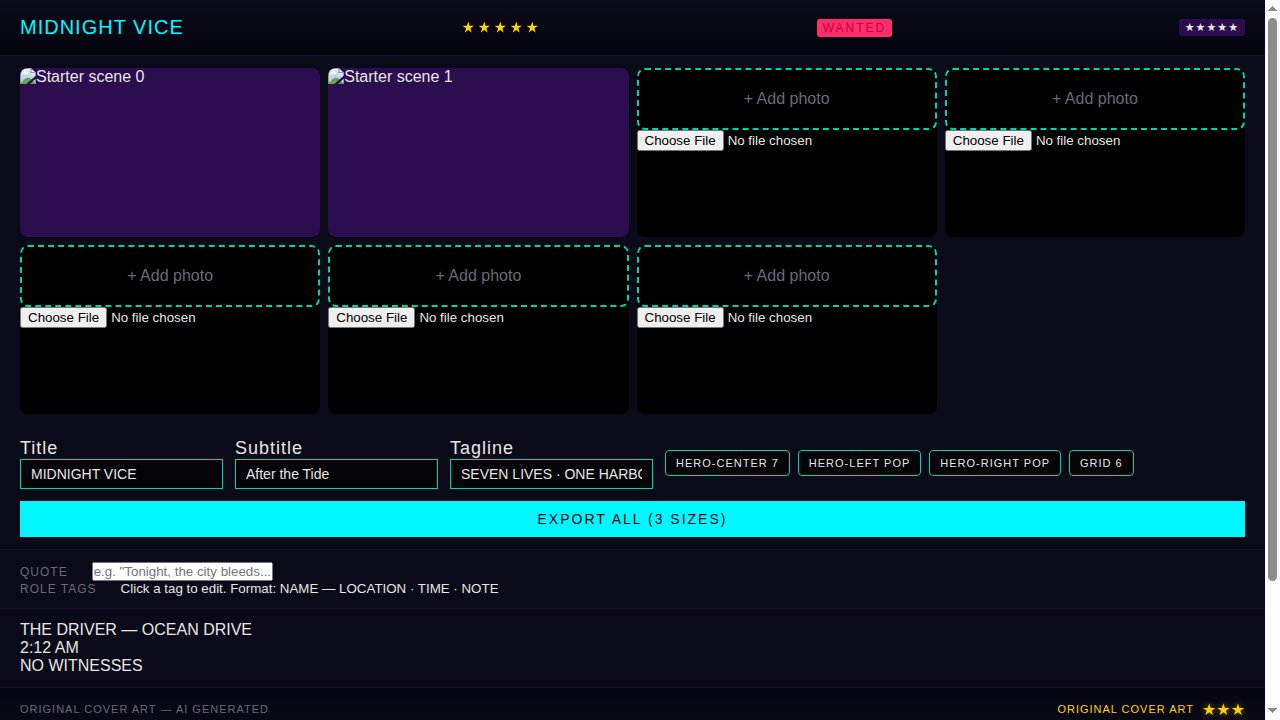 MIDNIGHT VICE
★★★★★
WANTED
★★★★★
Starter scene 0
Starter scene 1
+ Add photo
+ Add photo
Choose File No file chosen
Choose File No file chosen
+ Add photo
+ Add photo
+ Add photo
Choose File No file chosen
Choose File No file chosen
Choose File No file chosen
Title
Subtitle
Tagline
MIDNIGHT VICE
After the Tide
SEVEN LIVES · ONE HARBO
HERO-CENTER 7
HERO-LEFT POP
HERO-RIGHT POP
GRID 6
EXPORT ALL (3 SIZES)
QUOTE
e.g. "Tonight, the city bleeds...
ROLE TAGS
Click a tag to edit. Format: NAME — LOCATION · TIME · NOTE
THE DRIVER — OCEAN DRIVE
2:12 AM
NO WITNESSES
ORIGINAL COVER ART — AI GENERATED
ORIGINAL COVER ART ★★★